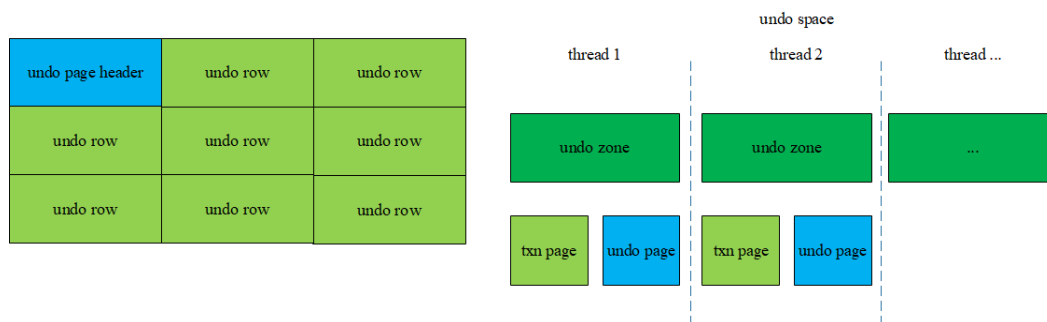 undo page header
undo row
undo row
undo row
undo row
undo row
undo row
undo row
undo row
undo space
thread 1
thread 2
thread ...
undo zone
undo zone
...
txn page
undo page
txn page
undo page